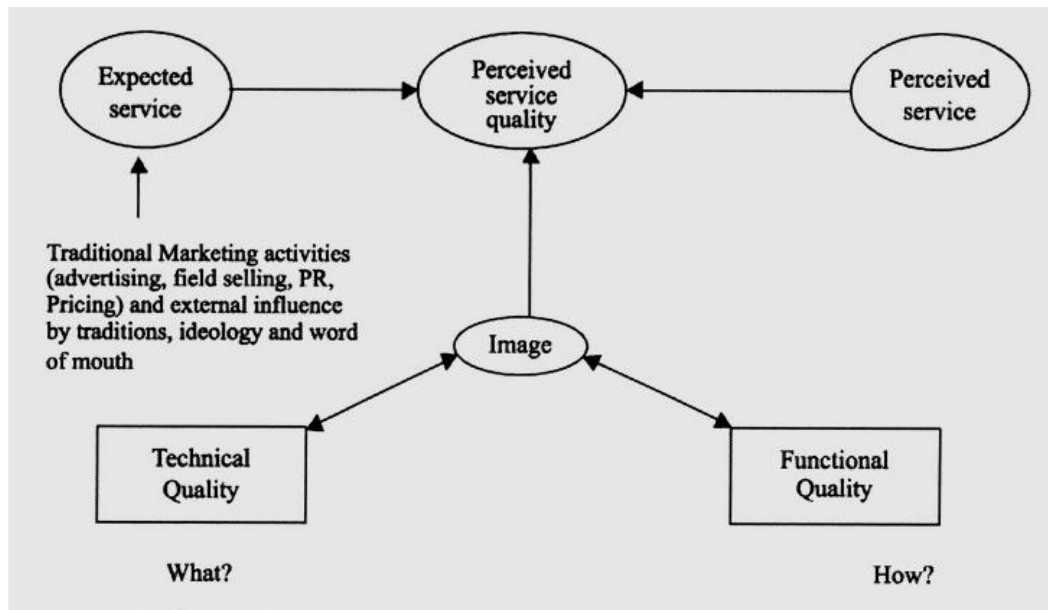 Expected
service
Perceived
service
quality
Perceived
service
Traditional Marketing activities
(advertising, field selling, PR,
Pricing) and external influence
by traditions, ideology and word
of mouth
Image
Technical
Quality
Functional
Quality
What?
How?